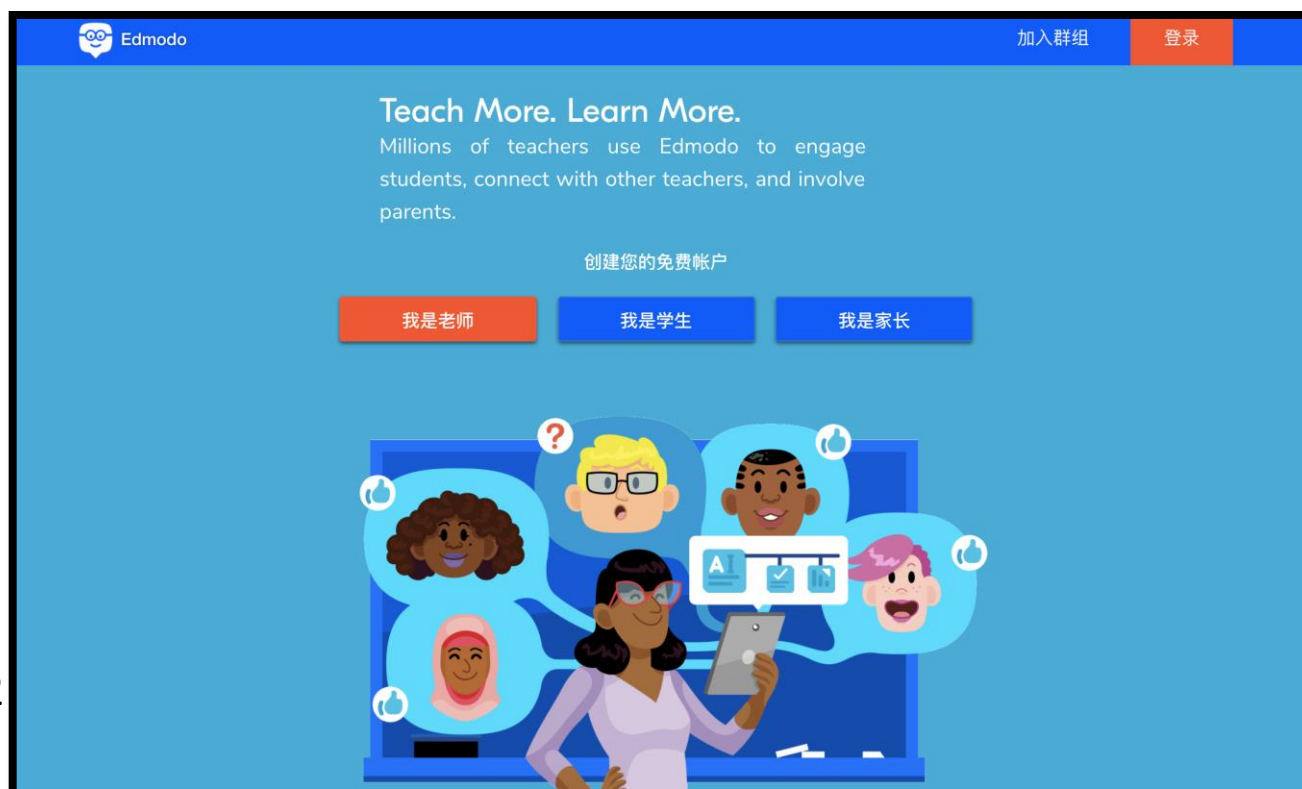 Edmodo
加入群组
登录
Teach More. Learn More.
Millions of teachers use Edmodo to engage
students, connect with other teachers, and involve
parents.
创建您的免费帐户
我是老师
我是学生
我是家长
?
AI